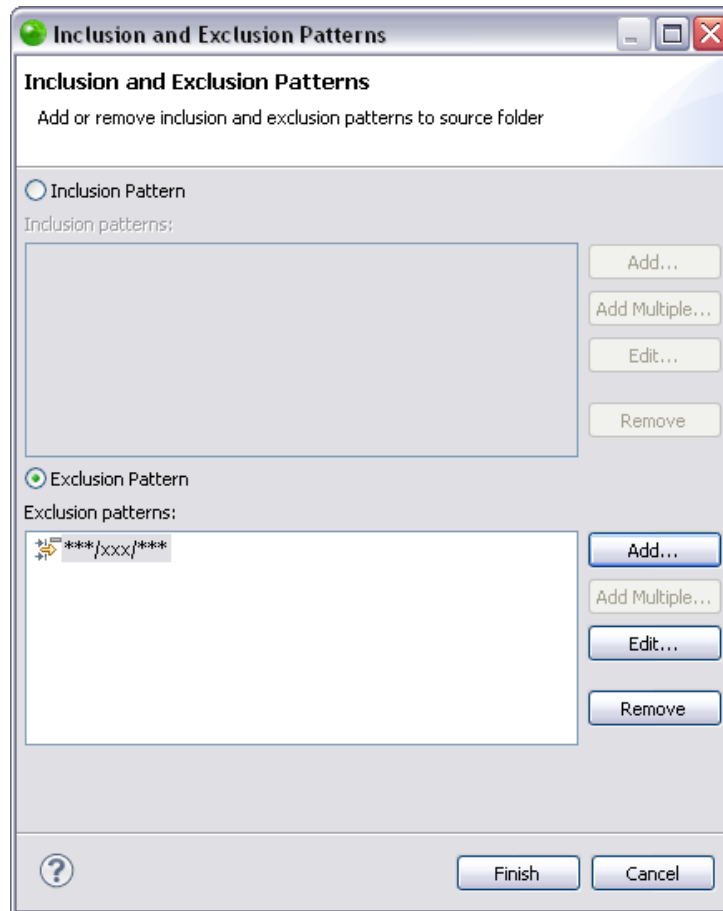 Inclusion and Exclusion Patterns
Inclusion and Exclusion Patterns
Add or remove inclusion and exclusion patterns to source folder
Inclusion Pattern
Inclusion patterns:
Add...
Add Multiple...
Edit...
Remove
Exclusion Pattern
Exclusion patterns:
***/xxx/***
Add...
Add Multiple...
Edit...
Remove
?
Finish
Cancel